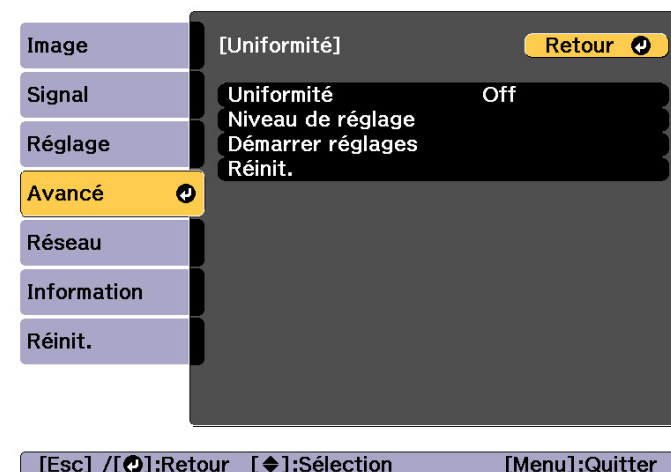 Image
Signal
Réglage
Avancé
Réseau
Information
Réinit.
[Uniformité] Retour
Uniformité Off
Niveau de réglage
Démarrer réglages
Réinit.
[Esc] /[⏎]:Retour [◆]:Sélection [Menu]:Quitter